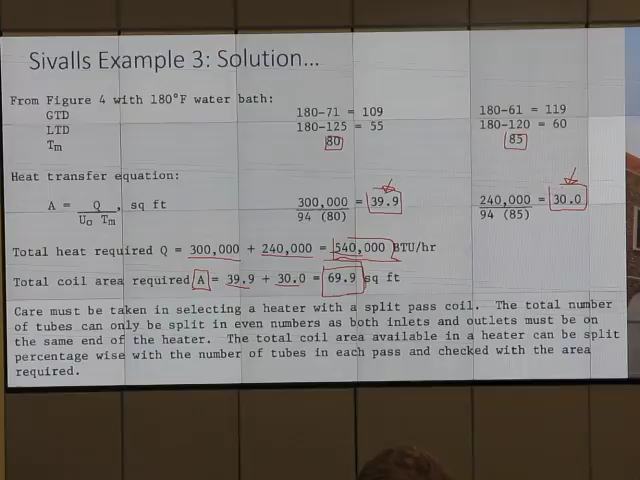 Sivalls Example 3: Solution...
From Figure 4 with 180°F water bath:
GTD 180-71 = 109 180-61 = 119
LTD 180-125 = 55 180-120 = 60
Tm 80 85
Heat transfer equation:
A = Q / Uo Tm, sq ft 300,000 / 94 (80) = 39.9 240,000 / 94 (85) = 30.0
Total heat required Q = 300,000 + 240,000 = 540,000 BTU/hr
Total coil area required A = 39.9 + 30.0 = 69.9 sq ft
Care must be taken in selecting a heater with a split pass coil. The total number
of tubes can only be split in even numbers as both inlets and outlets must be on
the same end of the heater. The total coil area available in a heater can be split
percentage wise with the number of tubes in each pass and checked with the area
required.